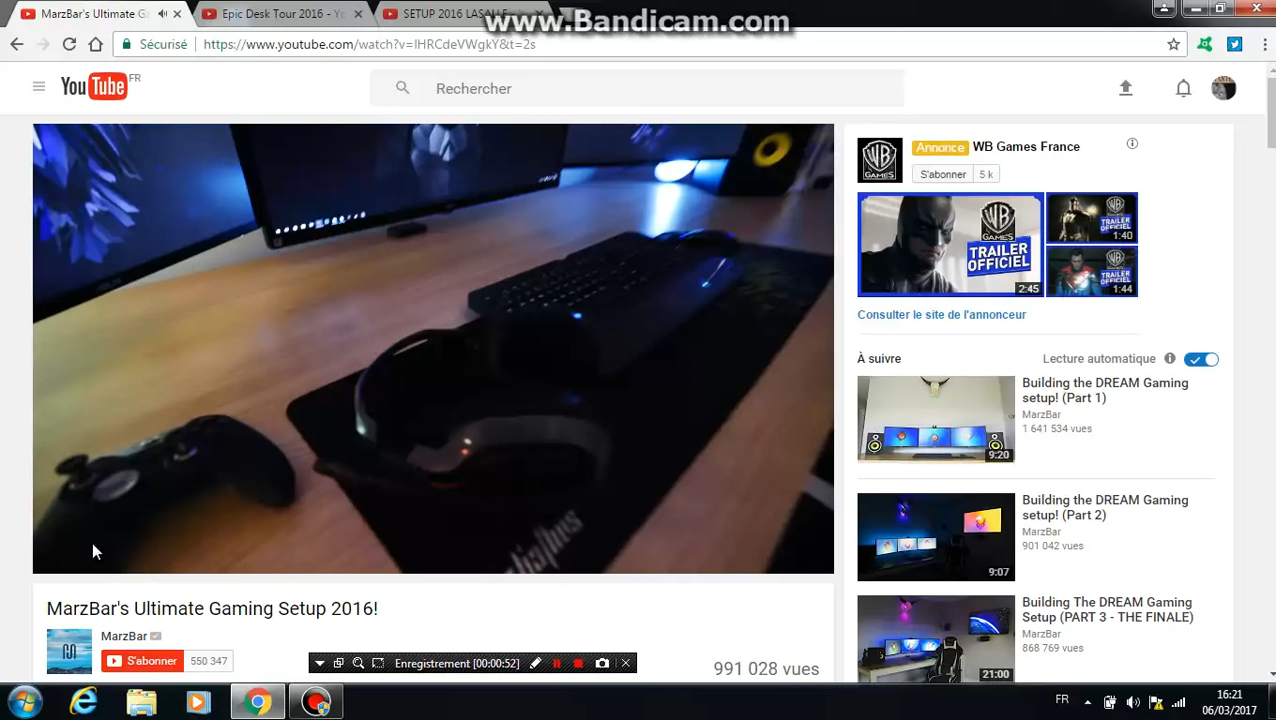 MarzBar's Ultimate G
Epic Desk Tour 2016 - Yo
SETUP 2016 LASAL
www.Bandicam.com
Sécurisé
https://www.youtube.com/watch?v=IHRCdeVWgkY&t=2s
YouTube FR
Rechercher
WB GAMES
Annonce WB Games France
S'abonner 5 k
WB GAMES
TRAILER OFFICIEL
2:45
TRAILER OFFICIEL
1:40
TRAILER OFFICIEL
1:44
Consulter le site de l'annonceur
À suivre
Lecture automatique
Building the DREAM Gaming
setup! (Part 1)
MarzBar
1 641 534 vues
9:20
Building the DREAM Gaming
setup! (Part 2)
MarzBar
901 042 vues
9:07
Building The DREAM Gaming
Setup (PART 3 - THE FINALE)
MarzBar
868 769 vues
21:00
MarzBar's Ultimate Gaming Setup 2016!
MarzBar
S'abonner 550 347
991 028 vues
Enregistrement [00:00:52]
FR
16:21
06/03/2017